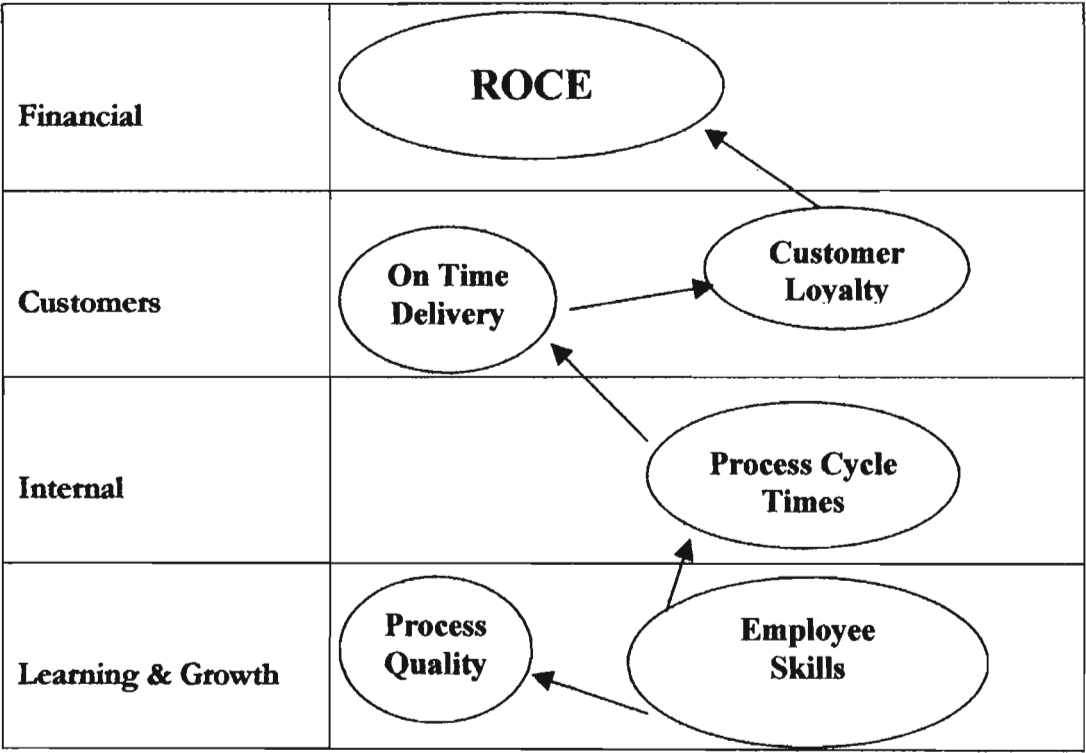 Financial
ROCE
Customers
On Time
Delivery
Customer
Loyalty
Internal
Process Cycle
Times
Learning & Growth
Process
Quality
Employee
Skills